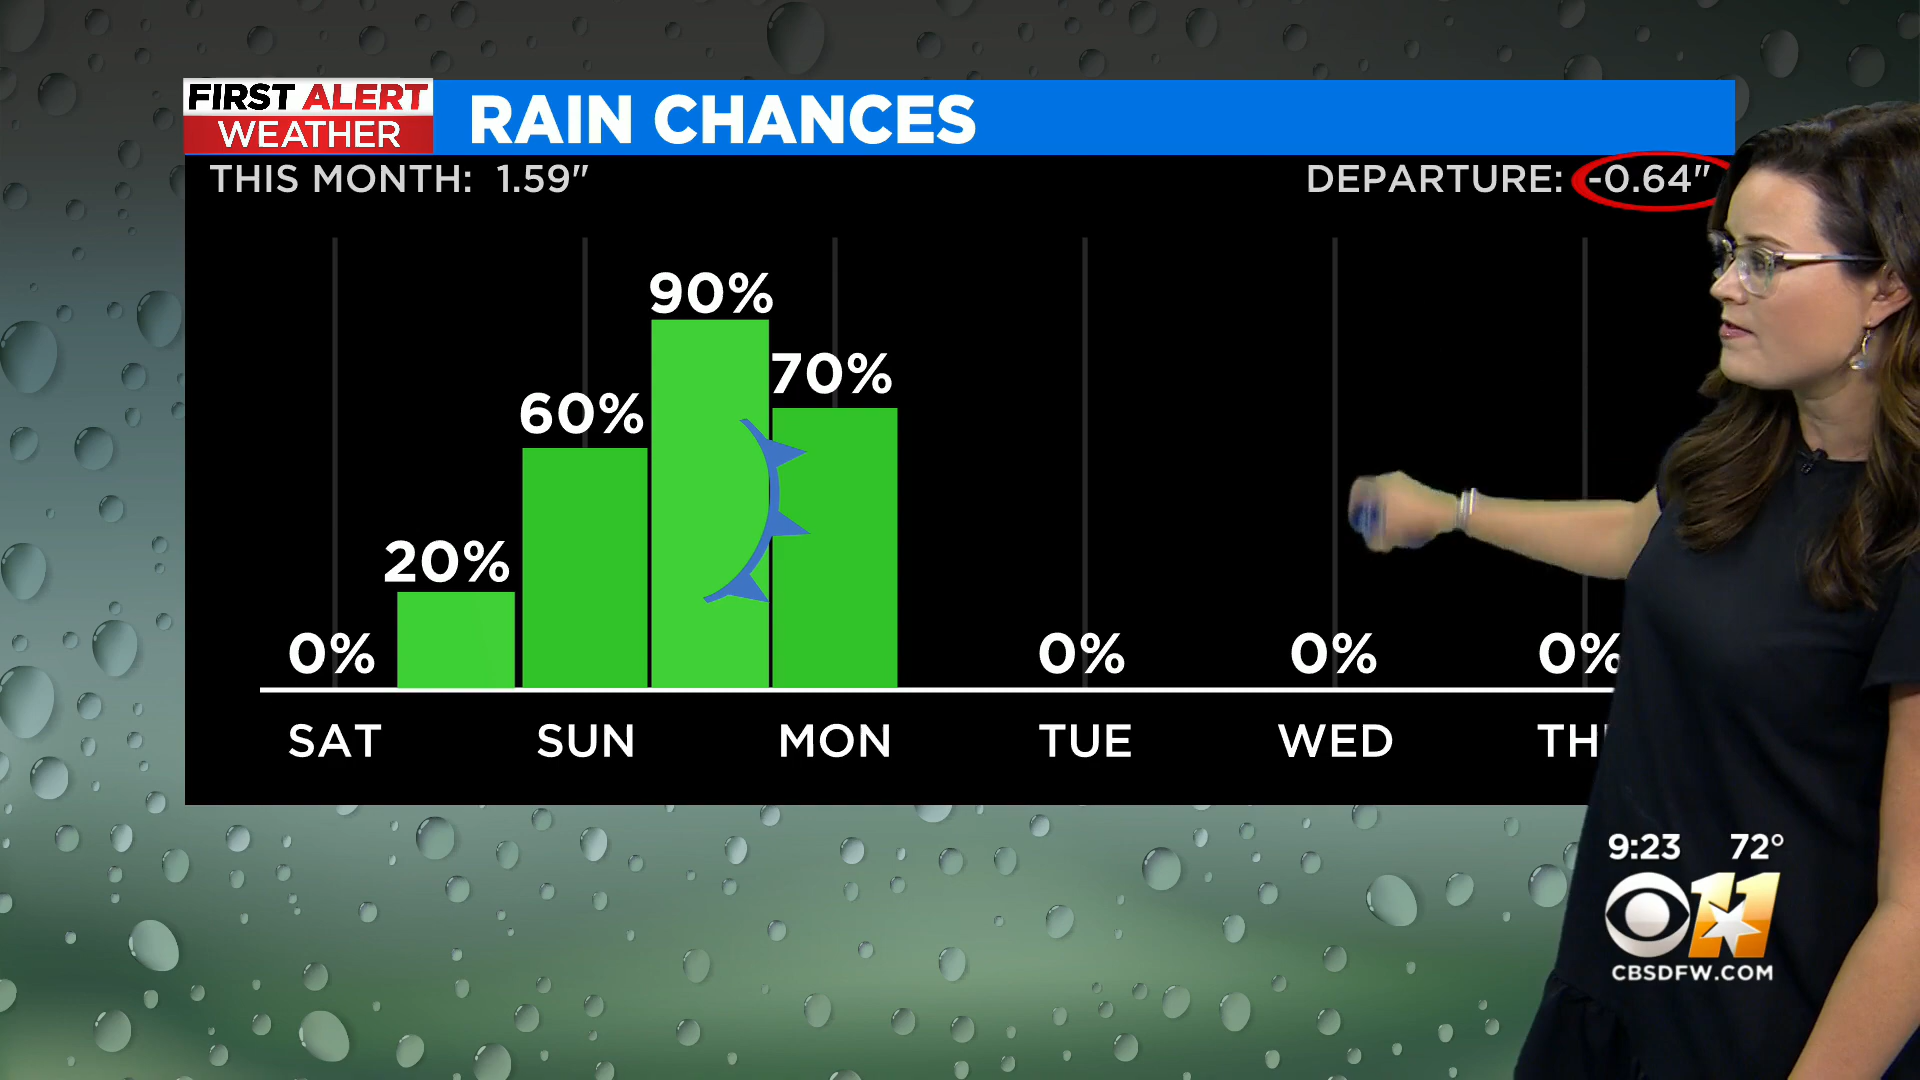 FIRST ALERT
WEATHER
RAIN CHANCES
THIS MONTH: 1.59"
DEPARTURE: -0.64"
90%
70%
60%
20%
0%
0%
0%
0%
SAT
SUN
MON
TUE
WED
9:23 72°
11
CBSDFW.COM